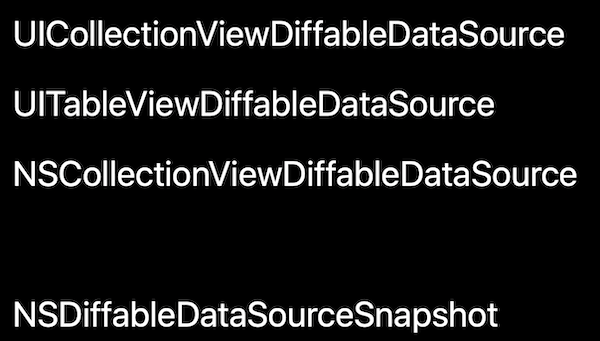 UICollectionViewDiffableDataSource
UITableViewDiffableDataSource
NSCollectionViewDiffableDataSource
NSDiffableDataSourceSnapshot